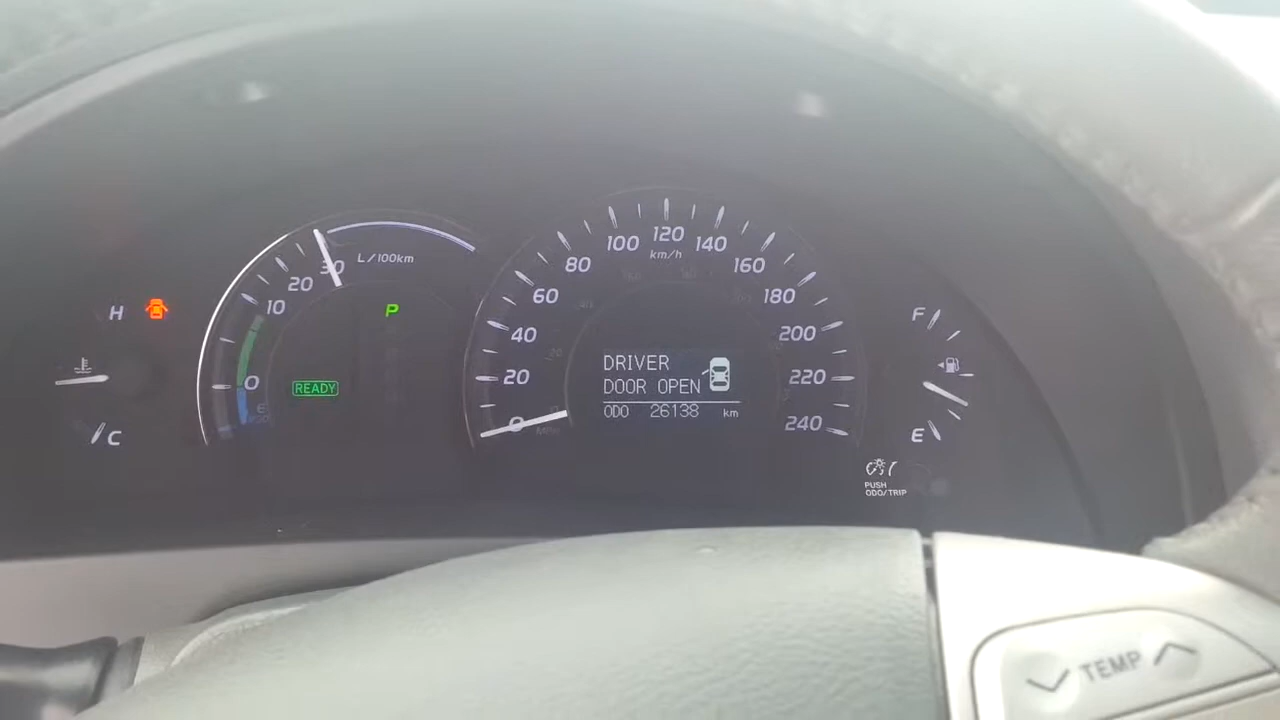 H
C
L/100km
30
20
10
0
E
P
READY
0
20
40
60
80
100
120
140
160
180
200
220
240
km/h
DRIVER
DOOR OPEN
ODO 26138 km
F
E
PUSH
ODO/TRIP
TEMP